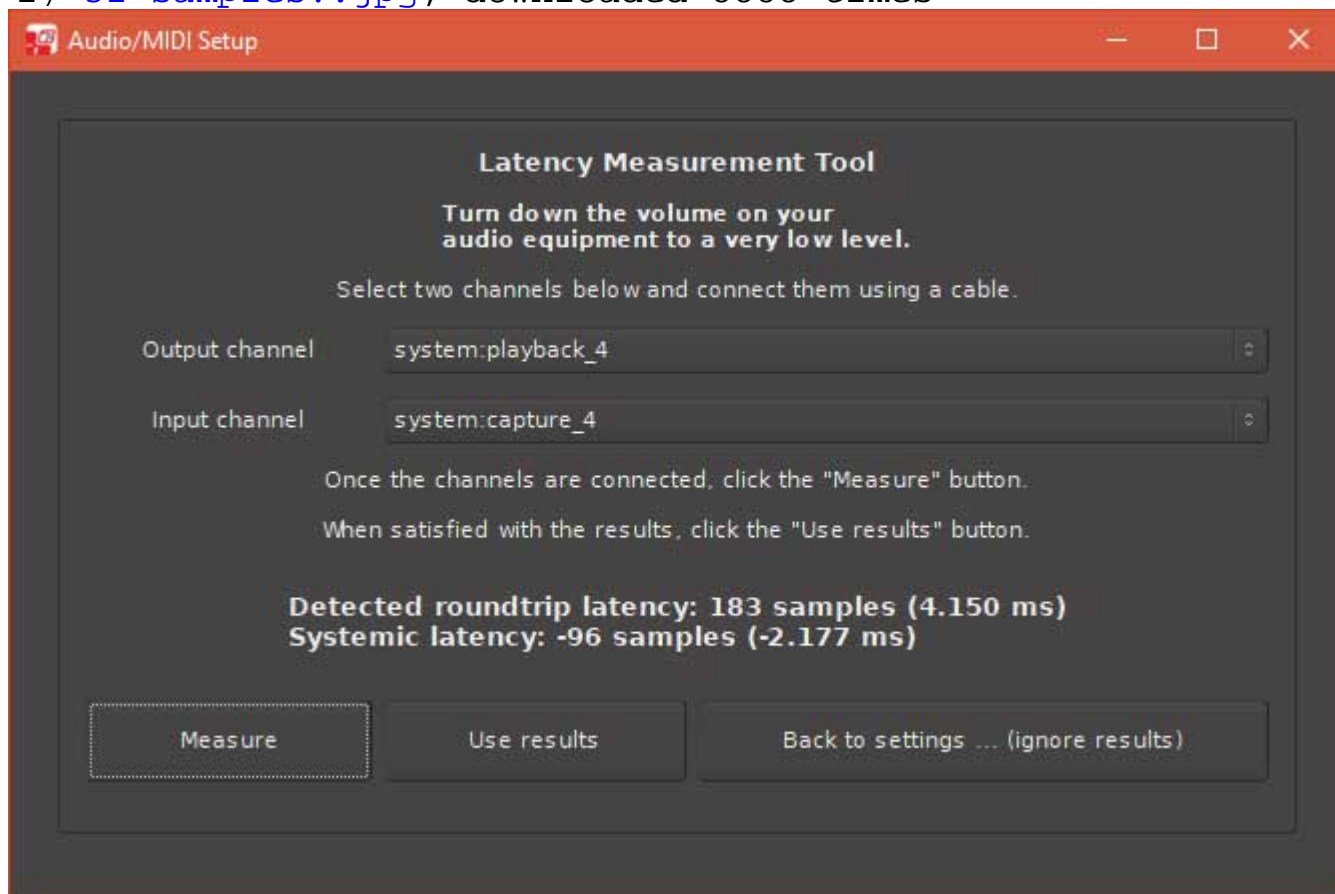 Audio/MIDI Setup
Latency Measurement Tool
Turn down the volume on your
audio equipment to a very low level.
Select two channels below and connect them using a cable.
Output channel system:playback_4
Input channel system:capture_4
Once the channels are connected, click the "Measure" button.
When satisfied with the results, click the "Use results" button.
Detected roundtrip latency: 183 samples (4.150 ms)
Systemic latency: -96 samples (-2.177 ms)
Measure Use results Back to settings ... (ignore results)